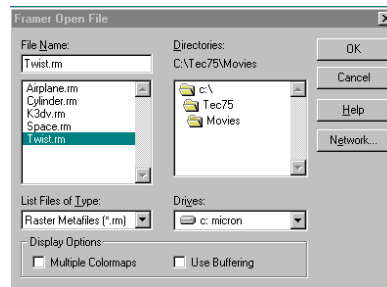 Framer Open File
File Name:
Twist.rm
Airplane.rm
Cylinder.rm
K3dv.rm
Space.rm
Twist.rm
Directories:
C:\Tec75\Movies
c:\
Tec75
Movies
OK
Cancel
Help
Network...
List Files of Type:
Raster Metafiles (*.rm)
Drives:
c: micron
Display Options
Multiple Colormaps
Use Buffering